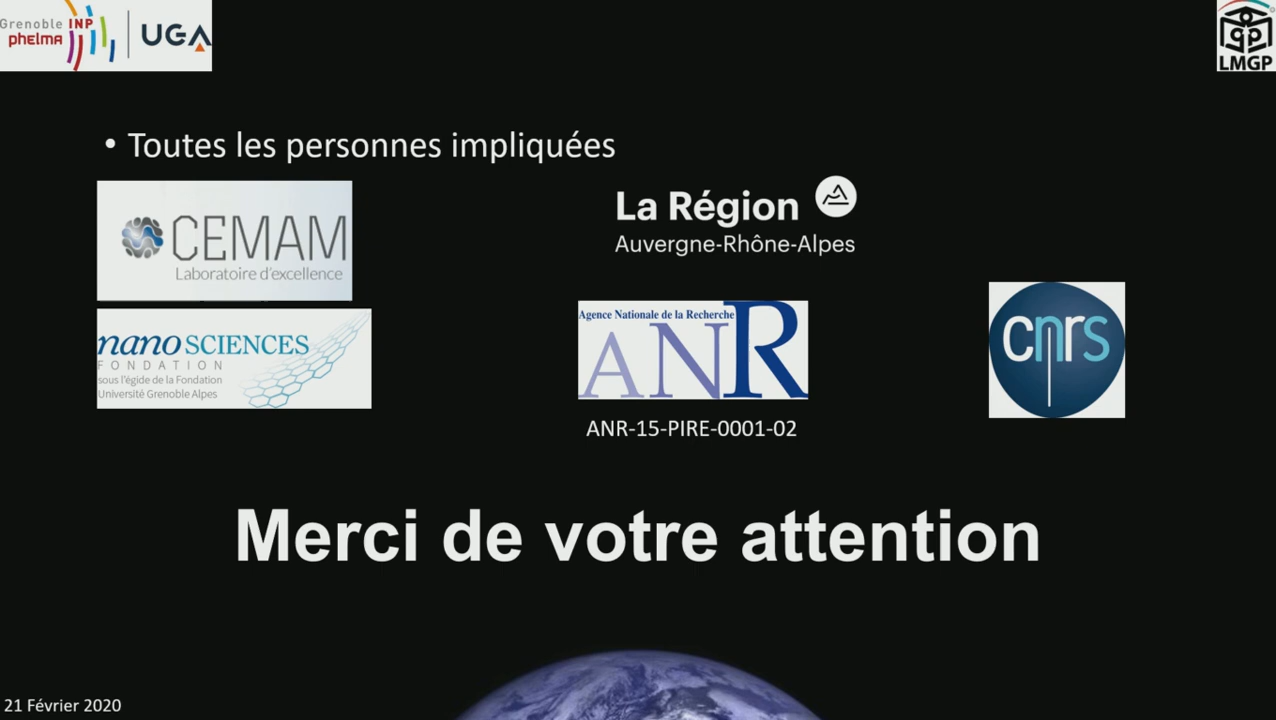 Grenoble INP
phelma
UGA
LMGP
• Toutes les personnes impliquées
CEMAM
Laboratoire d'excellence
La Région
Auvergne-Rhône-Alpes
nanoSCIENCES
FONDATION
sous l'égide de la Fondation
Université Grenoble Alpes
Agence Nationale de la Recherche
ANR
cnrs
ANR-15-PIRE-0001-02
Merci de votre attention
21 Février 2020